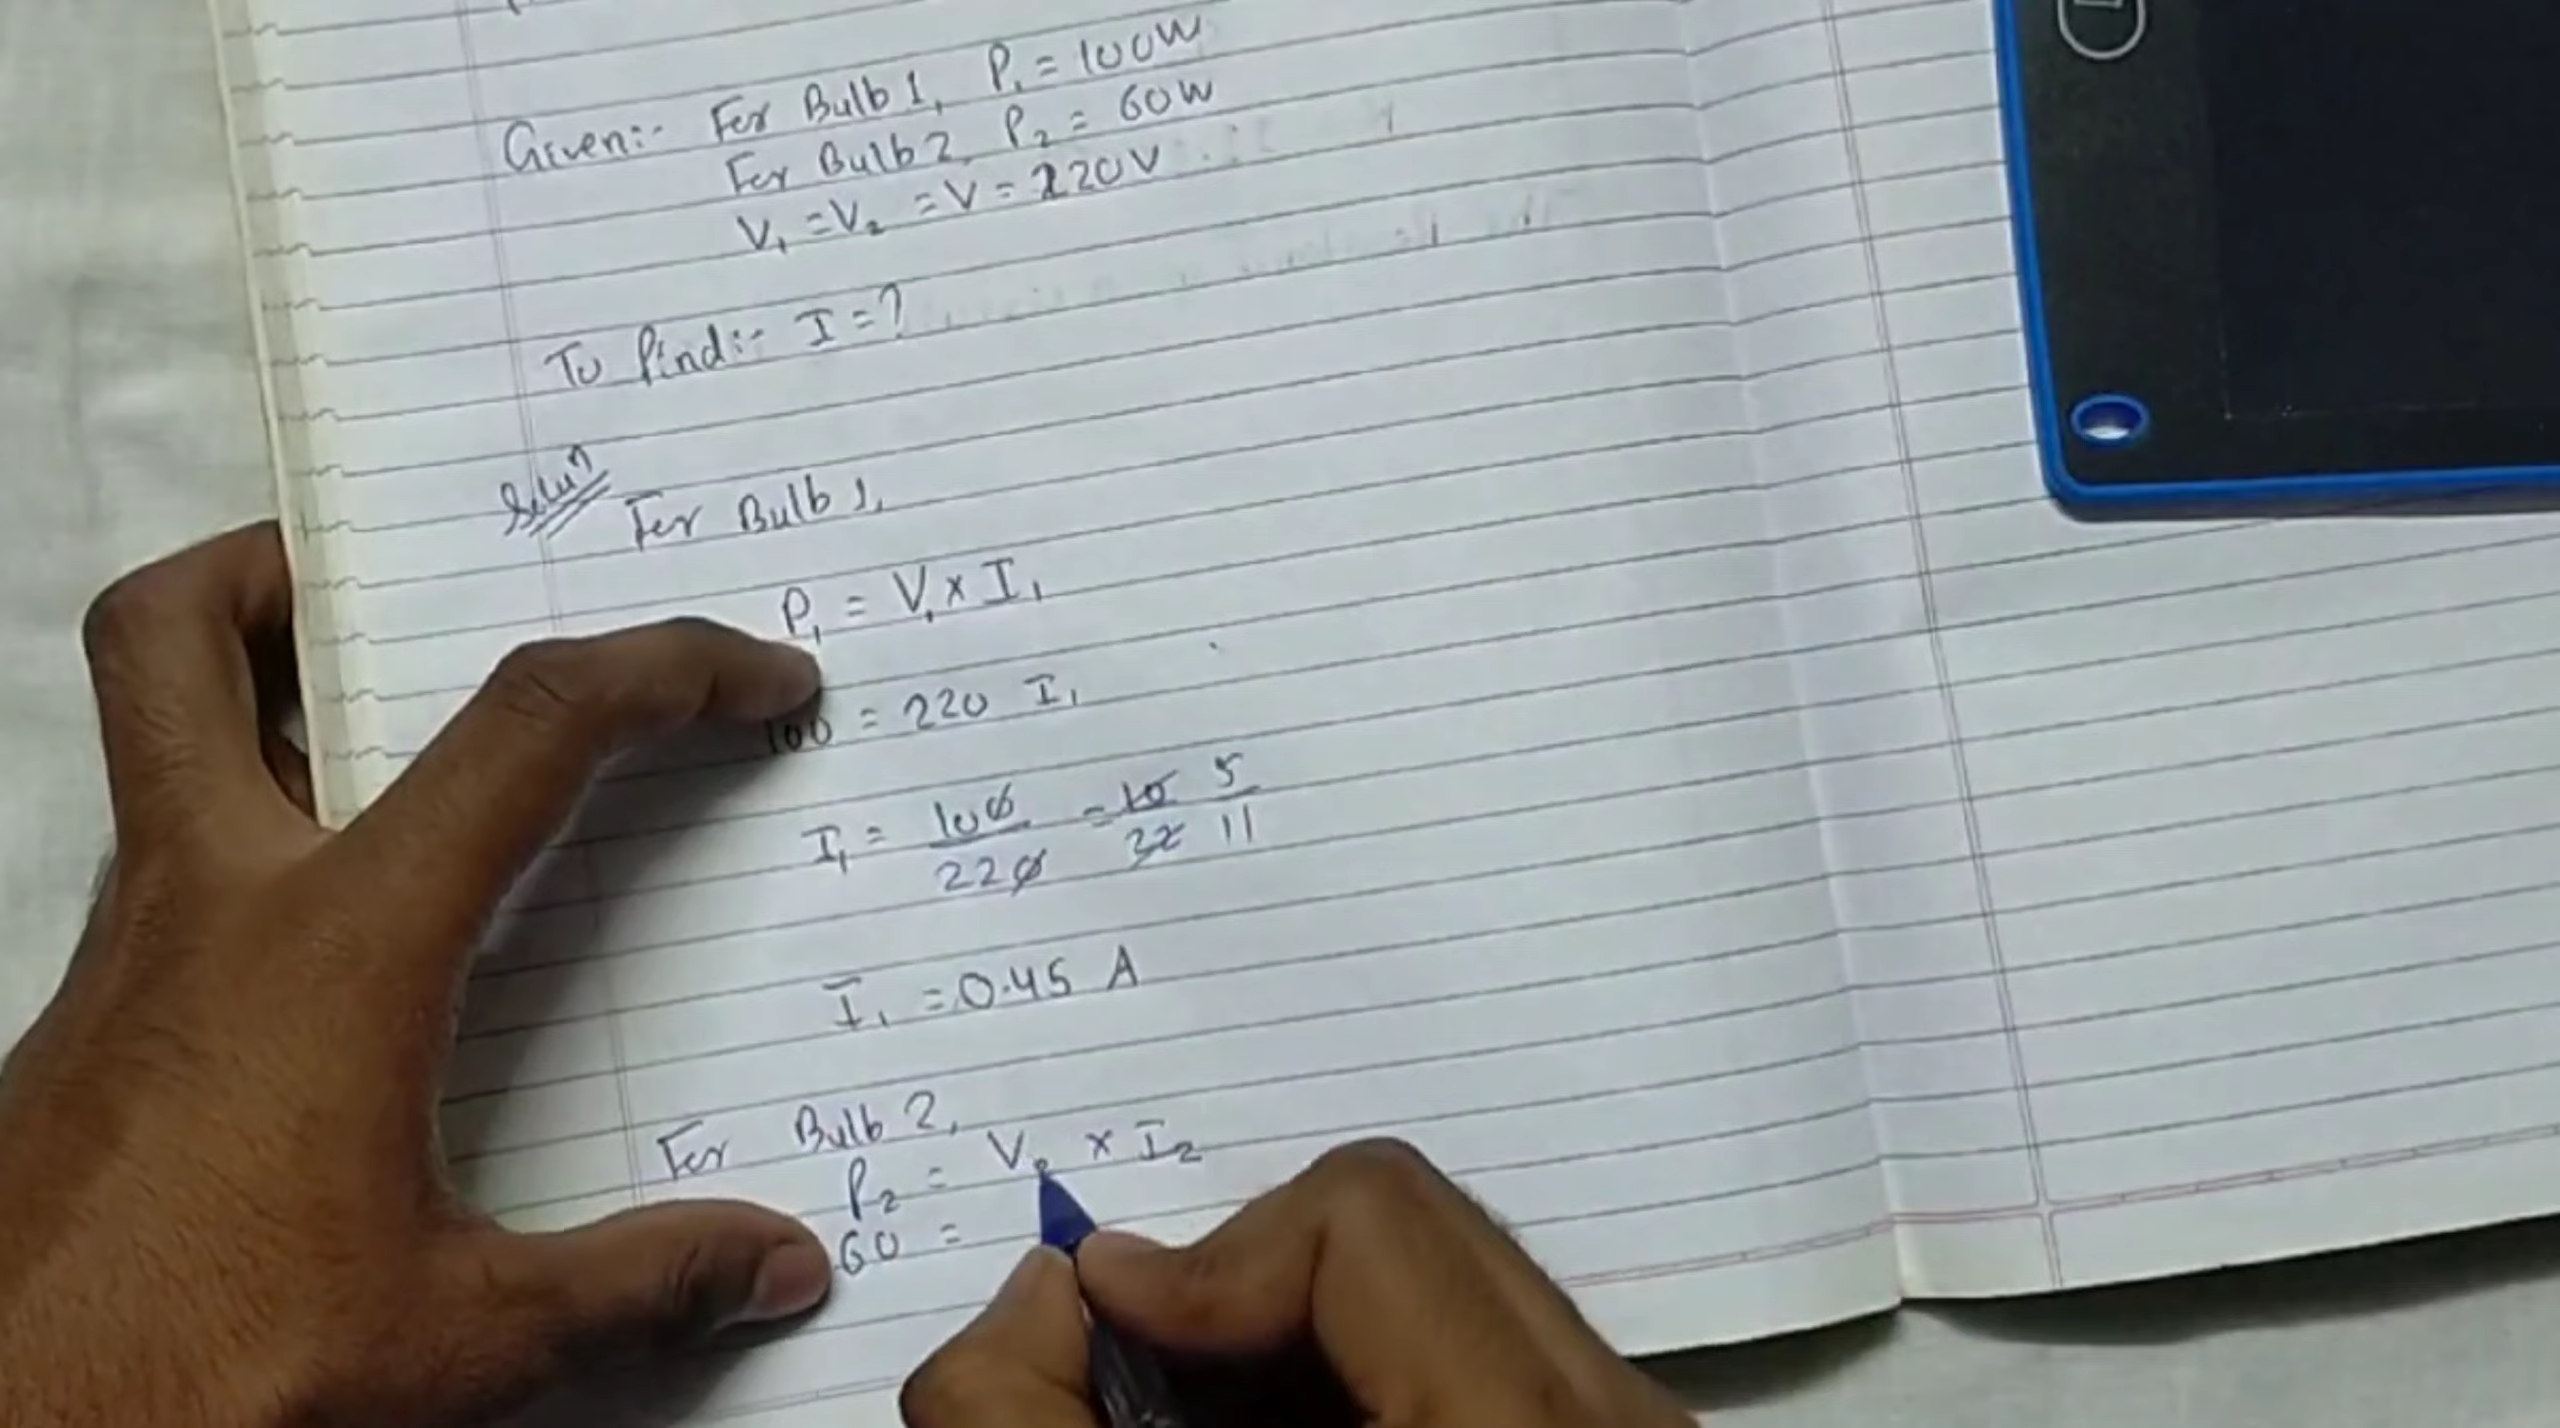 Given:- For Bulb 1, P₁ = 100W
For Bulb 2, P₂ = 60W
V₁ = V₂ = V = 220V
To find:- I = ?
Soluⁿ For Bulb 1,
P₁ = V₁ x I₁
100 = 220 I₁
I₁ = 100/220 = 10/22 5/11
I₁ = 0.45 A
For Bulb 2,
P₂ = V₂ x I₂
60 =